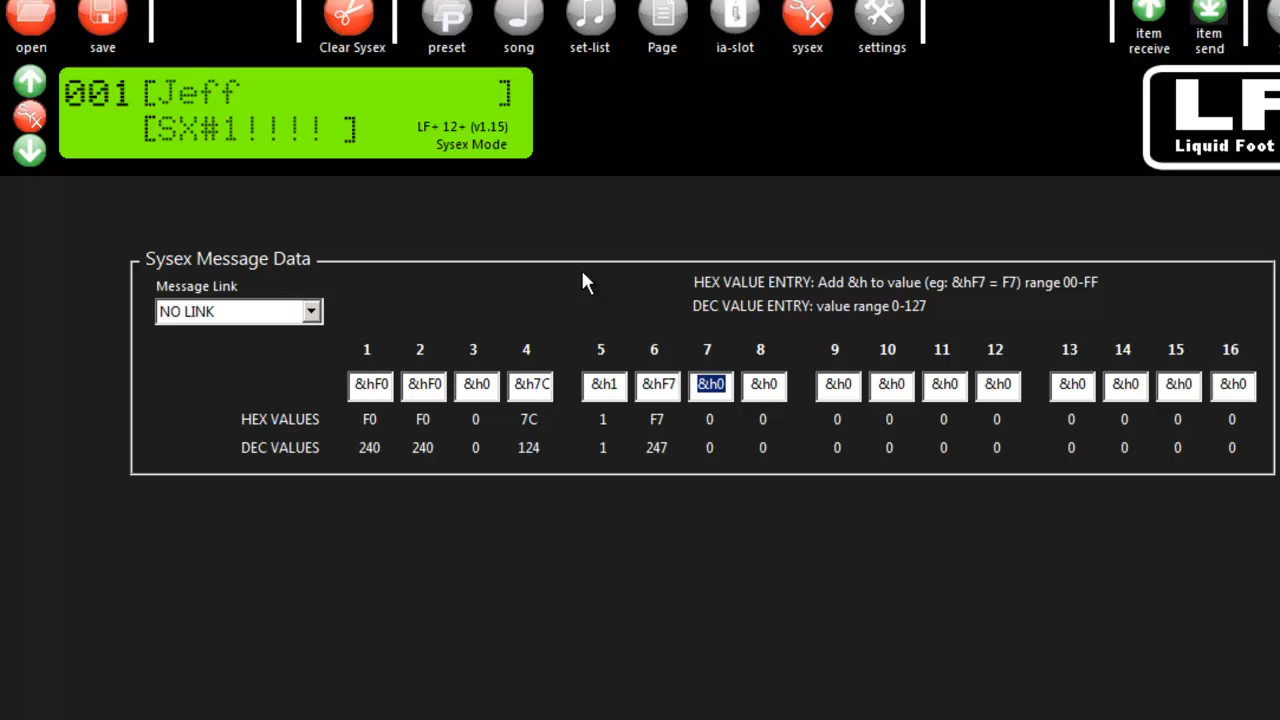 open save Clear Sysex preset song set-list Page ia-slot sysex settings item receive item send
001 [Jeff ]
[SX#1!!!! ] LF+ 12+ (v1.15)
Sysex Mode
LF
Liquid Foot
Sysex Message Data
Message Link
NO LINK
HEX VALUE ENTRY: Add &h to value (eg: &hF7 = F7) range 00-FF
DEC VALUE ENTRY: value range 0-127
1 2 3 4 5 6 7 8 9 10 11 12 13 14 15 16
&hF0 &hF0 &h0 &h7C &h1 &hF7 &h0 &h0 &h0 &h0 &h0 &h0 &h0 &h0 &h0 &h0
HEX VALUES F0 F0 0 7C 1 F7 0 0 0 0 0 0 0 0 0 0
DEC VALUES 240 240 0 124 1 247 0 0 0 0 0 0 0 0 0 0